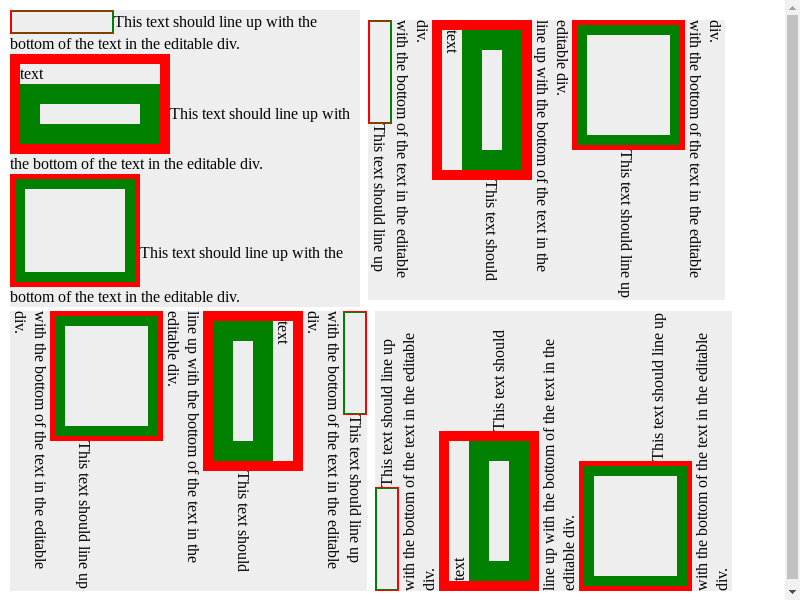 This text should line up with the
bottom of the text in the editable div.
text
This text should line up with
the bottom of the text in the editable div.
This text should line up with the
bottom of the text in the editable div.
This text should line up
with the bottom of the text in the editable
div.
text
This text should
line up with the bottom of the text in the
editable div.
This text should line up
with the bottom of the text in the editable
div.
This text should line up
with the bottom of the text in the editable
div.
text
This text should
line up with the bottom of the text in the
editable div.
This text should line up
with the bottom of the text in the editable
div.
This text should line up
with the bottom of the text in the editable
div.
text
This text should
line up with the bottom of the text in the
editable div.
This text should line up
with the bottom of the text in the editable
div.